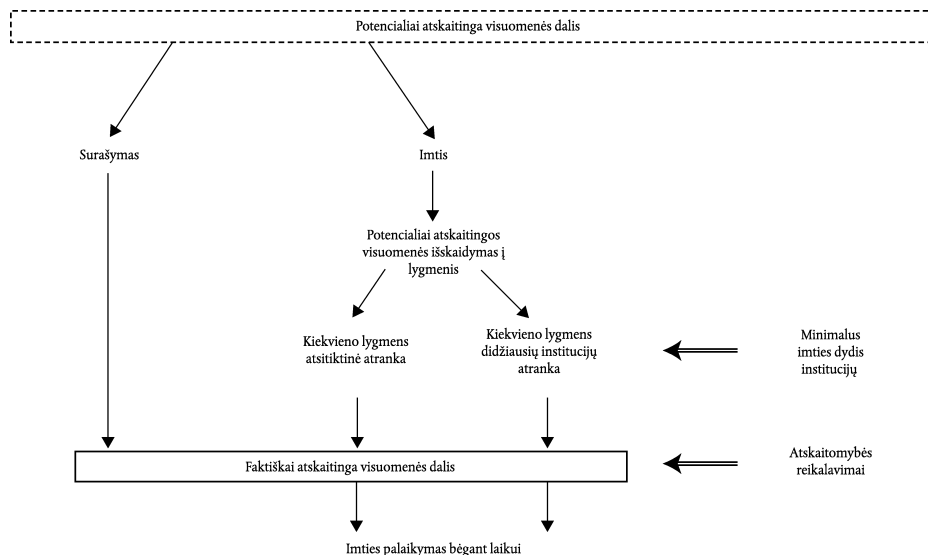 Potencialiai atskaitinga visuomenės dalis
Surašymas
Imtis
Potencialiai atskaitingos
visuomenės išskaidymas į
lygmenis
Kiekvieno lygmens
atsitiktinė atranka
Kiekvieno lygmens
didžiausių institucijų
atranka
Minimalus
imties dydis
institucijų
Faktiškai atskaitinga visuomenės dalis
Atskaitomybės
reikalavimai
Imties palaikymas bėgant laikui